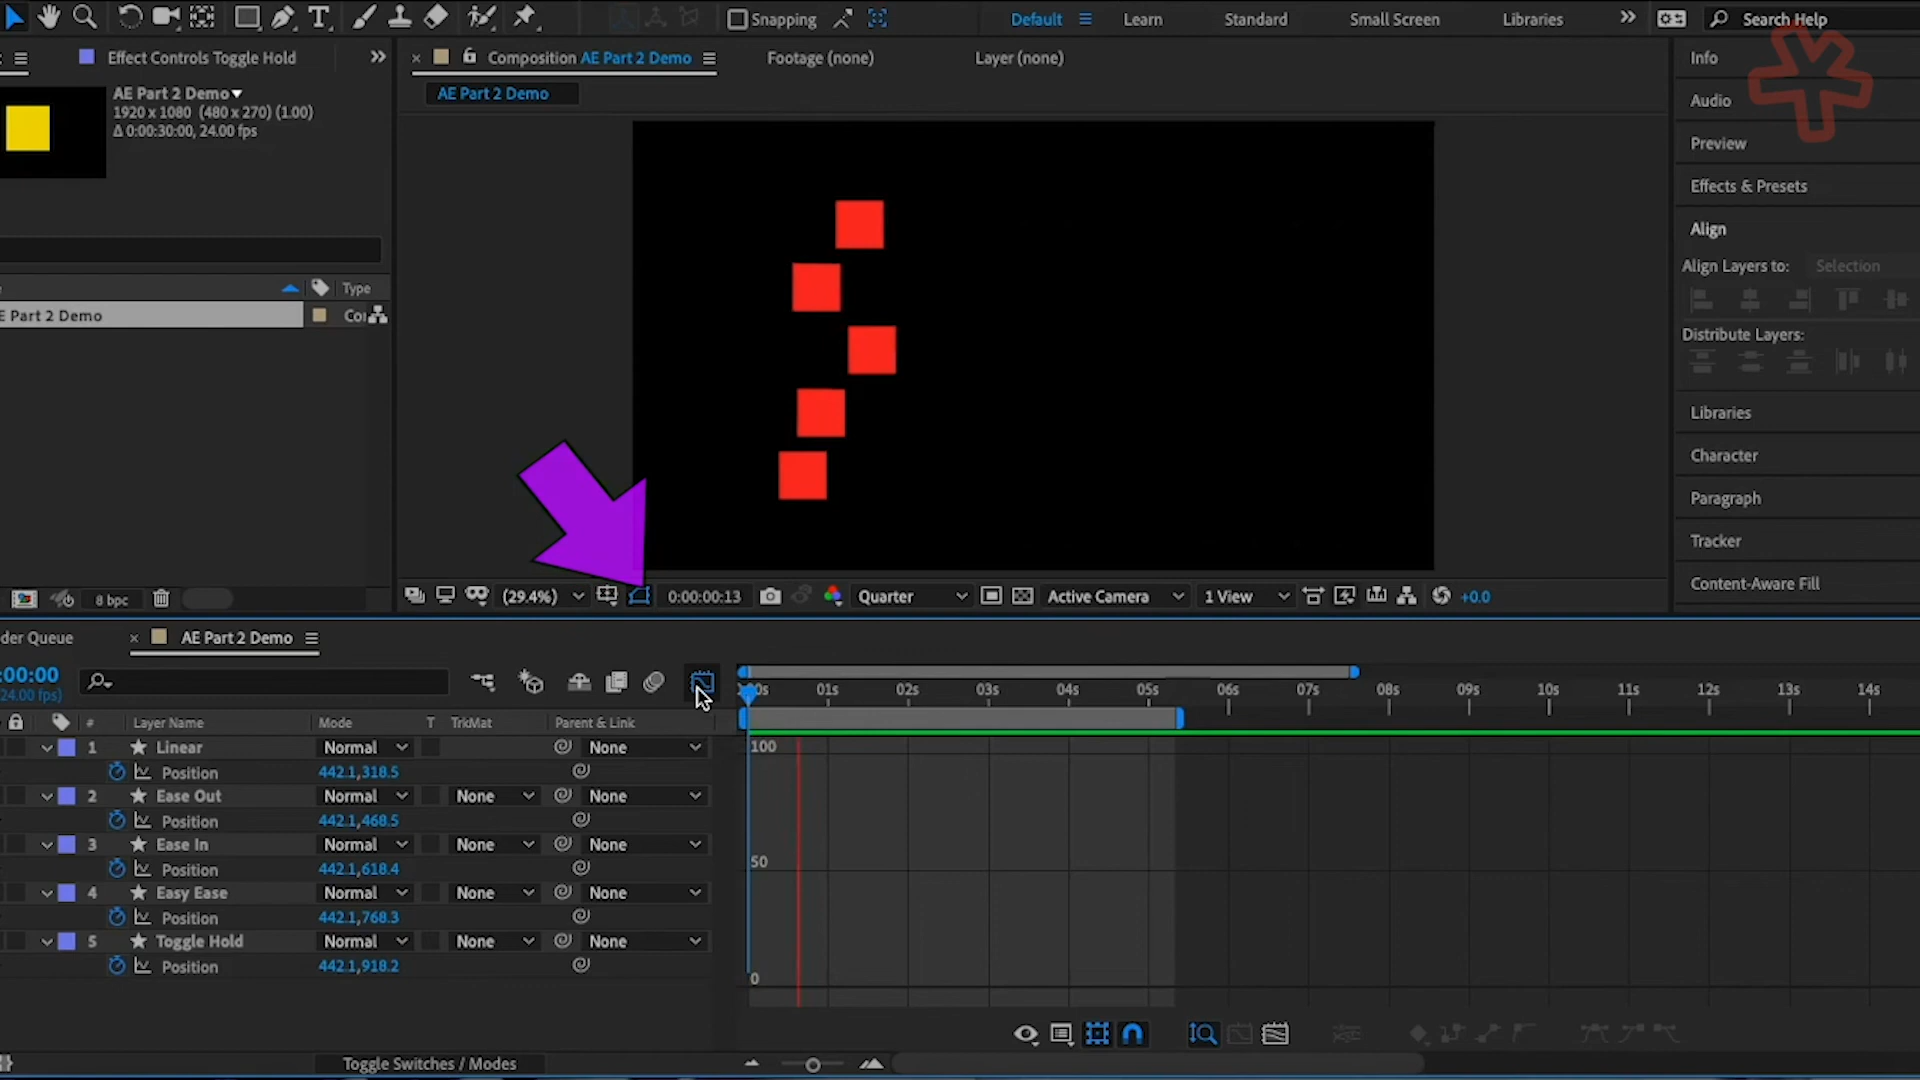 T
Snapping
Default
Learn
Standard
Small Screen
Libraries
Search Help
Effect Controls Toggle Hold
Composition AE Part 2 Demo
Footage (none)
Layer (none)
AE Part 2 Demo
AE Part 2 Demo
1920 x 1080 (480 x 270) (1.00)
Δ 0:00:30:00, 24.00 fps
Type
E Part 2 Demo
Co
Info
Audio
Preview
Effects & Presets
Align
Align Layers to: Selection
Distribute Layers:
Libraries
Character
Paragraph
Tracker
Content-Aware Fill
8 bpc
(29.4%)
0:00:00:13
Quarter
Active Camera
1 View
+0.0
der Queue
AE Part 2 Demo
:00:00
24.00 fps)
00s 01s 02s 03s 04s 05s 06s 07s 08s 09s 10s 11s 12s 13s 14s
# Layer Name Mode T TrkMat Parent & Link
1 Linear Normal None
Position 442.1,318.5
2 Ease Out Normal None None
Position 442.1,468.5
3 Ease In Normal None None
Position 442.1,618.4
4 Easy Ease Normal None None
Position 442.1,768.3
5 Toggle Hold Normal None None
Position 442.1,918.2
100
50
0
Toggle Switches / Modes